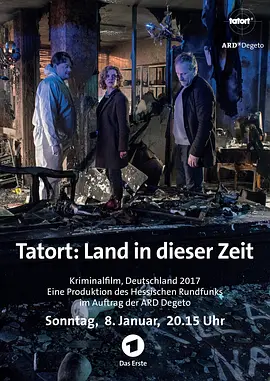 tatort
ARD Degeto
Tatort: Land in dieser Zeit
Kriminalfilm, Deutschland 2017
Eine Produktion des Hessischen Rundfunks
im Auftrag der ARD Degeto
Sonntag, 8. Januar, 20.15 Uhr
1
Das Erste